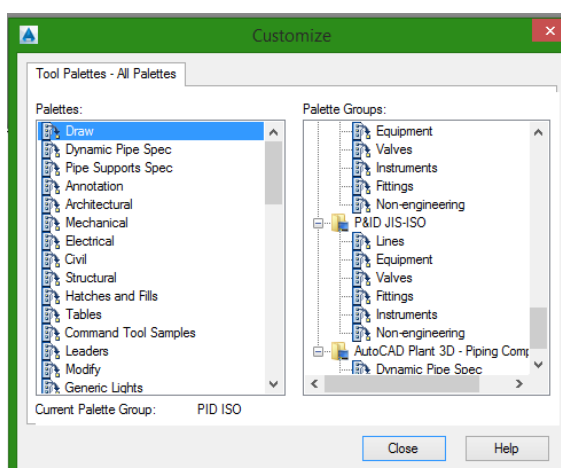 Customize
Tool Palettes - All Palettes
Palettes:
Draw
Dynamic Pipe Spec
Pipe Supports Spec
Annotation
Architectural
Mechanical
Electrical
Civil
Structural
Hatches and Fills
Tables
Command Tool Samples
Leaders
Modify
Generic Lights
Palette Groups:
Equipment
Valves
Instruments
Fittings
Non-engineering
P&ID JIS-ISO
Lines
Equipment
Valves
Fittings
Instruments
Non-engineering
AutoCAD Plant 3D - Piping Comp
Dynamic Pipe Spec
Current Palette Group: PID ISO
Close Help